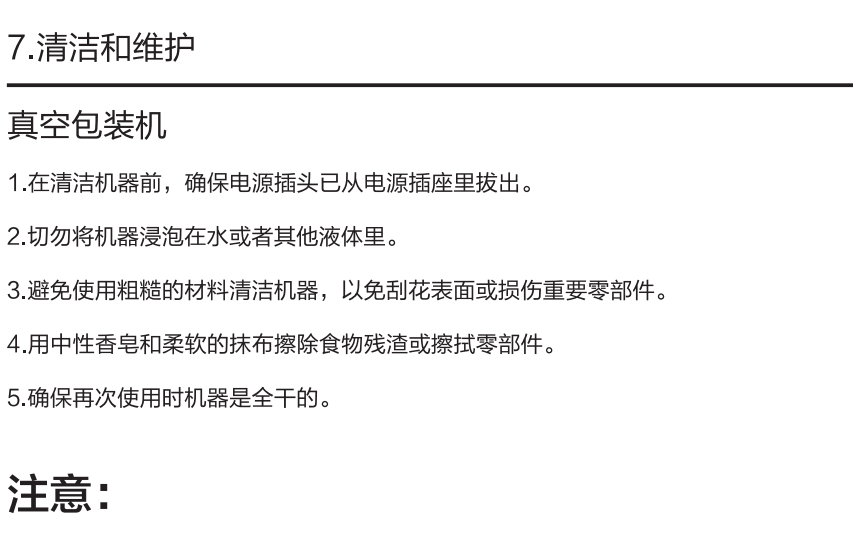 7.清洁和维护
真空包装机
1.在清洁机器前，确保电源插头已从电源插座里拔出。
2.切勿将机器浸泡在水或者其他液体里。
3.避免使用粗糙的材料清洁机器，以免刮花表面或损伤重要零部件。
4.用中性香皂和柔软的抹布擦除食物残渣或擦拭零部件。
5.确保再次使用时机器是全干的。
注意：